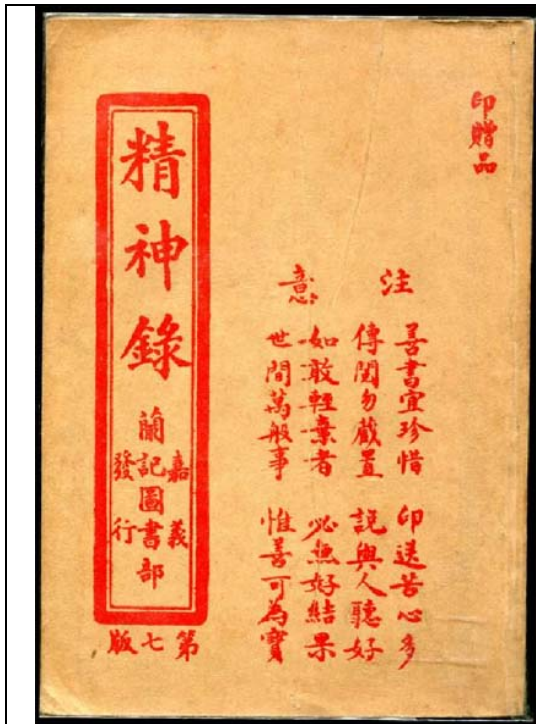 印贈品
注意
善書宜珍惜 印送苦心多
傳閱勿藏置 說與人聽好
如敢輕棄者 必無好結果
世間萬般事 惟善可為寶
精神錄
嘉義
蘭記圖書部
發行
第七版